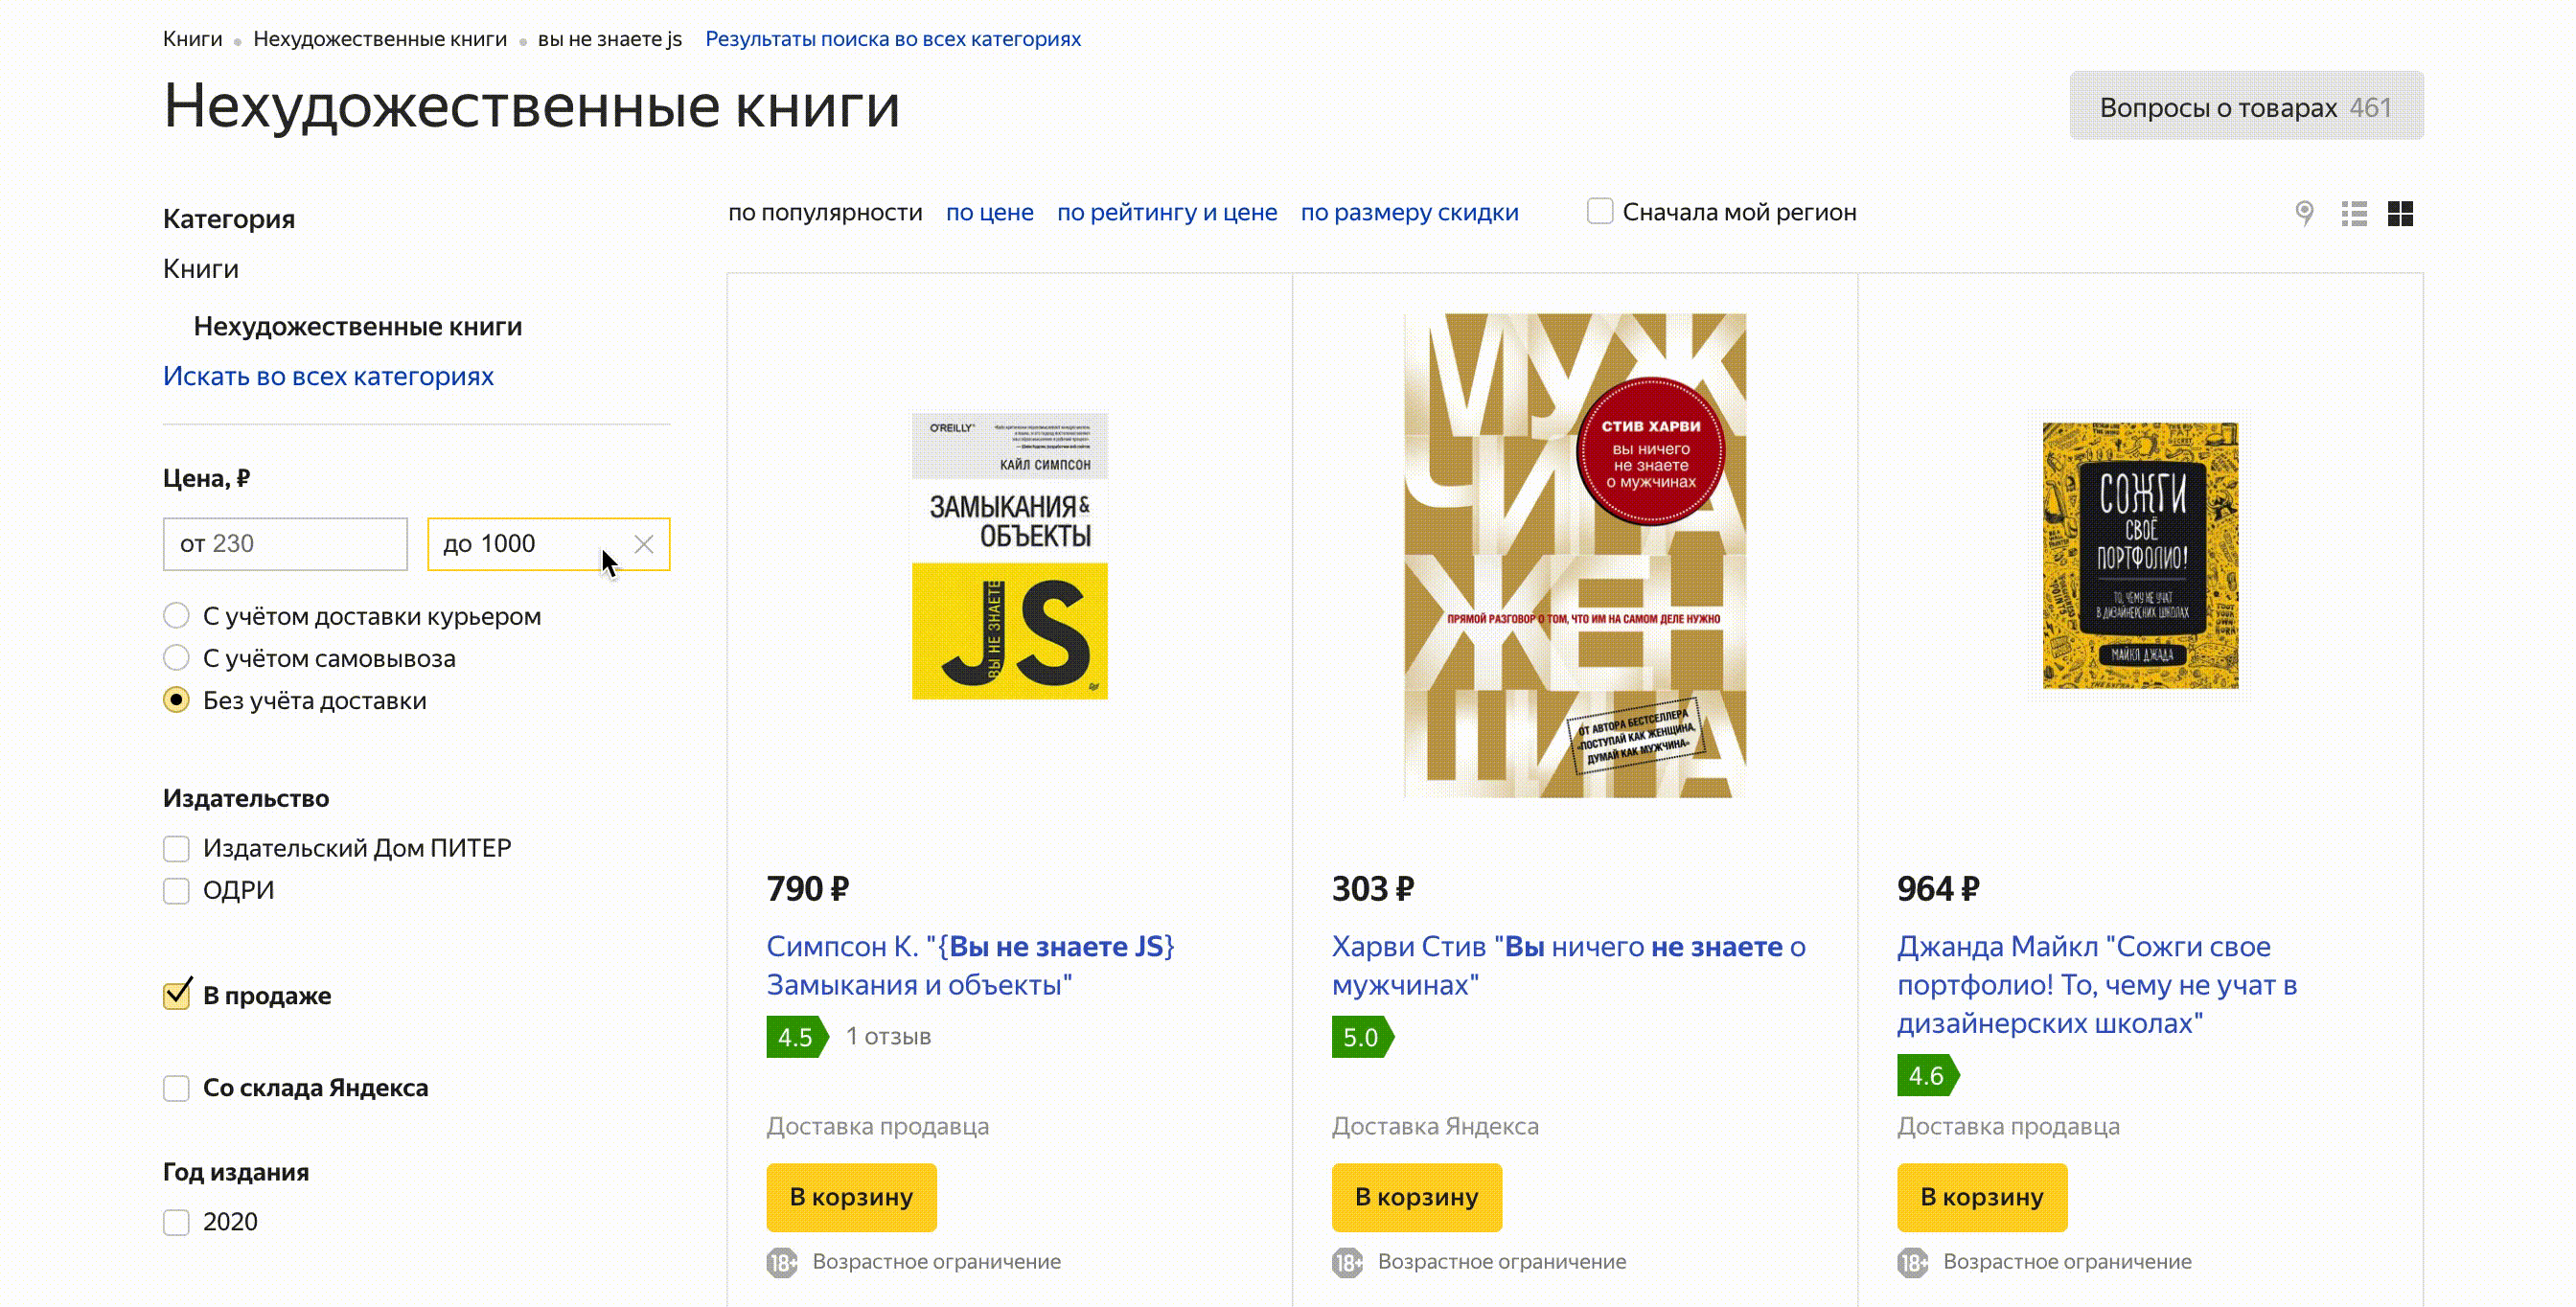 Книги • Нехудожественные книги • вы не знаете js Результаты поиска во всех категориях
Нехудожественные книги
Вопросы о товарах 461
Категория
Книги
Нехудожественные книги
Искать во всех категориях
Цена, ₽
от 230
до 1000
С учётом доставки курьером
С учётом самовывоза
Без учёта доставки
Издательство
Издательский Дом ПИТЕР
ОДРИ
В продаже
Со склада Яндекса
Год издания
2020
по популярности по цене по рейтингу и цене по размеру скидки Сначала мой регион
O'REILLY
КАЙЛ СИМПСОН
ЗАМЫКАНИЯ &
ОБЪЕКТЫ
ВЫ НЕ ЗНАЕТЕ
JS
790 ₽
Симпсон К. "{Вы не знаете JS}
Замыкания и объекты"
4.5 1 отзыв
Доставка продавца
В корзину
18+ Возрастное ограничение
МУЖ
ЧИНА
ЖЕН
ЩИНА
СТИВ ХАРВИ
вы ничего
не знаете
о мужчинах
ПРЯМОЙ РАЗГОВОР О ТОМ, ЧТО ИМ НА САМОМ ДЕЛЕ НУЖНО
ОТ АВТОРА БЕСТСЕЛЛЕРА
«ПОСТУПАЙ КАК ЖЕНЩИНА,
ДУМАЙ КАК МУЖЧИНА»
303 ₽
Харви Стив "Вы ничего не знаете о
мужчинах"
5.0
Доставка Яндекса
В корзину
18+ Возрастное ограничение
СОЖГИ
СВОЁ
ПОРТФОЛИО!
ТО, ЧЕМУ НЕ УЧАТ
В ДИЗАЙНЕРСКИХ ШКОЛАХ
МАЙКЛ ДЖАДА
964 ₽
Джанда Майкл "Сожги свое
портфолио! То, чему не учат в
дизайнерских школах"
4.6
Доставка продавца
В корзину
18+ Возрастное ограничение